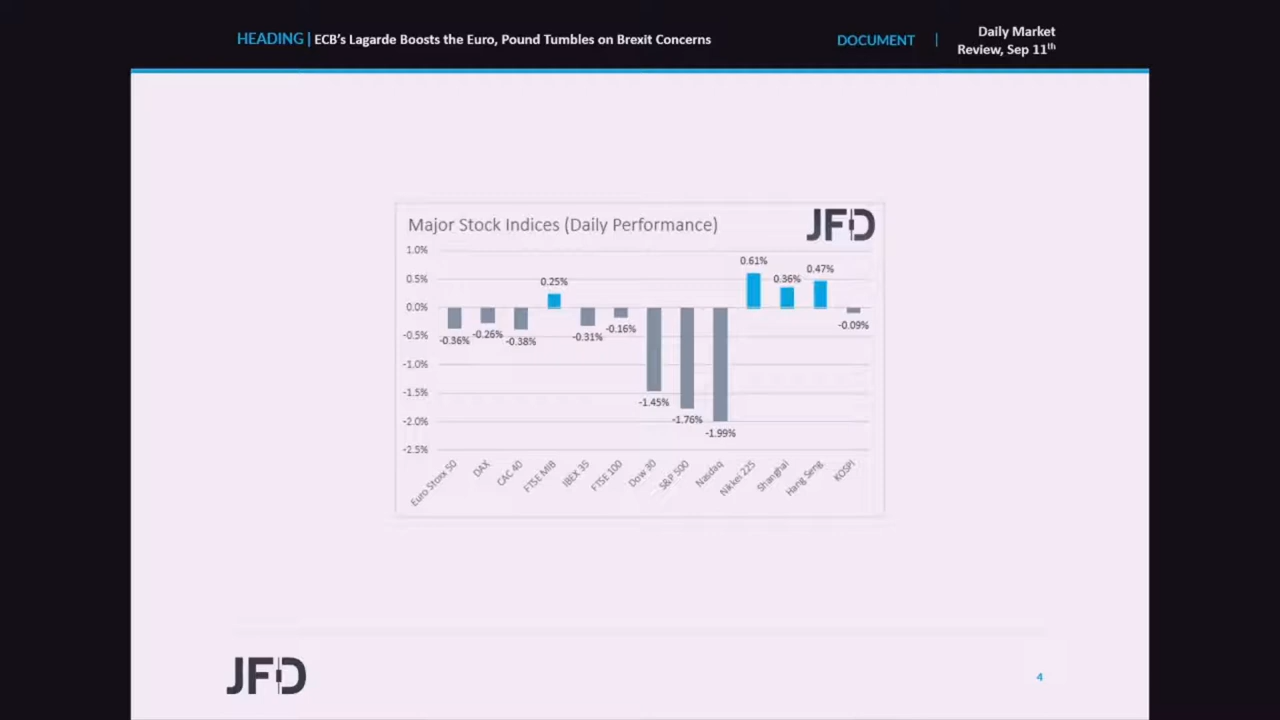 HEADING | ECB’s Lagarde Boosts the Euro, Pound Tumbles on Brexit Concerns
DOCUMENT |
Daily Market
Review, Sep 11th
Major Stock Indices (Daily Performance)
JFD
1.0%
0.5%
0.0%
-0.5%
-1.0%
-1.5%
-2.0%
-2.5%
-0.36%
-0.26%
-0.38%
0.25%
-0.31%
-0.16%
-1.45%
-1.76%
-1.99%
0.61%
0.36%
0.47%
-0.09%
Euro Stoxx 50
DAX
CAC 40
FTSE MIB
IBEX 35
FTSE 100
Dow 30
S&P 500
Nasdaq
Nikkei 225
Shanghai
Hang Seng
KOSPI
JFD
4